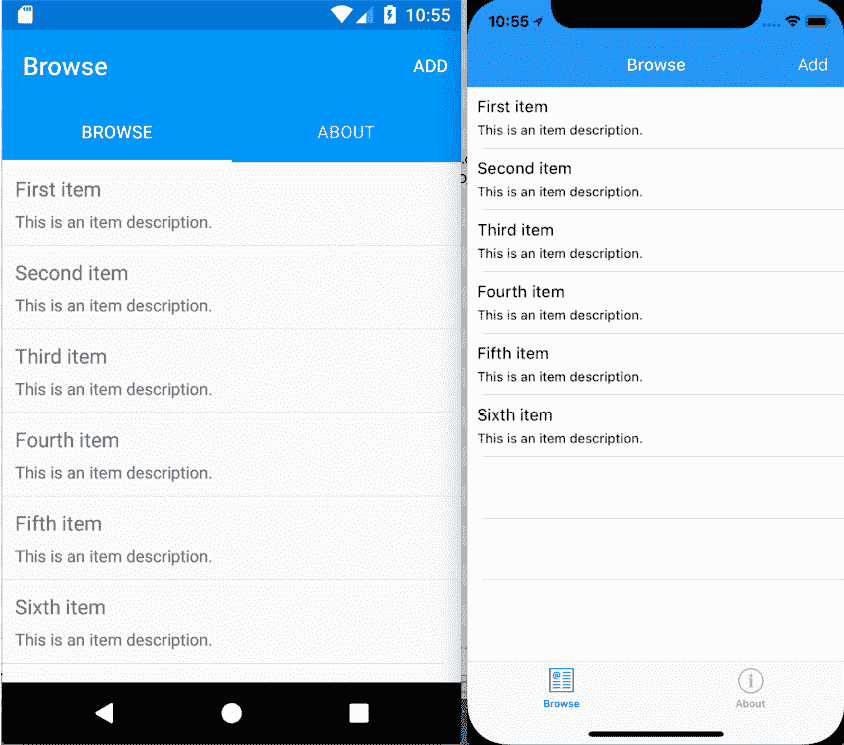 10:55
Browse
ADD
BROWSE
ABOUT
First item
This is an item description.
Second item
This is an item description.
Third item
This is an item description.
Fourth item
This is an item description.
Fifth item
This is an item description.
Sixth item
This is an item description.
10:55
Browse
Add
First item
This is an item description.
Second item
This is an item description.
Third item
This is an item description.
Fourth item
This is an item description.
Fifth item
This is an item description.
Sixth item
This is an item description.
Browse
About